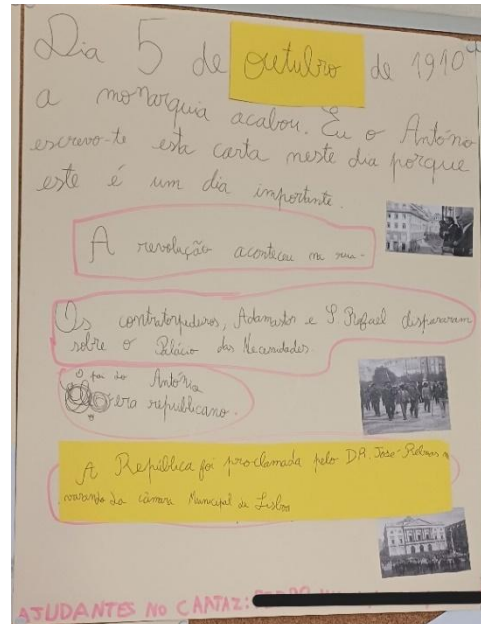 Dia 5 de outubro de 1910
a monarquia acabou. Eu o António
escrevo-te esta carta neste dia porque
este é um dia importante.
A revolução aconteceu na rua.
Os contratorpedeiros, Adamastor e S. Rafael dispararam
sobre o Palácio das Necessidades.
O pai do António
era republicano.
A República foi proclamada pelo DR. José Relvas na
varanda da câmara Municipal de Lisboa
AJUDANTES NO CARTAZ: